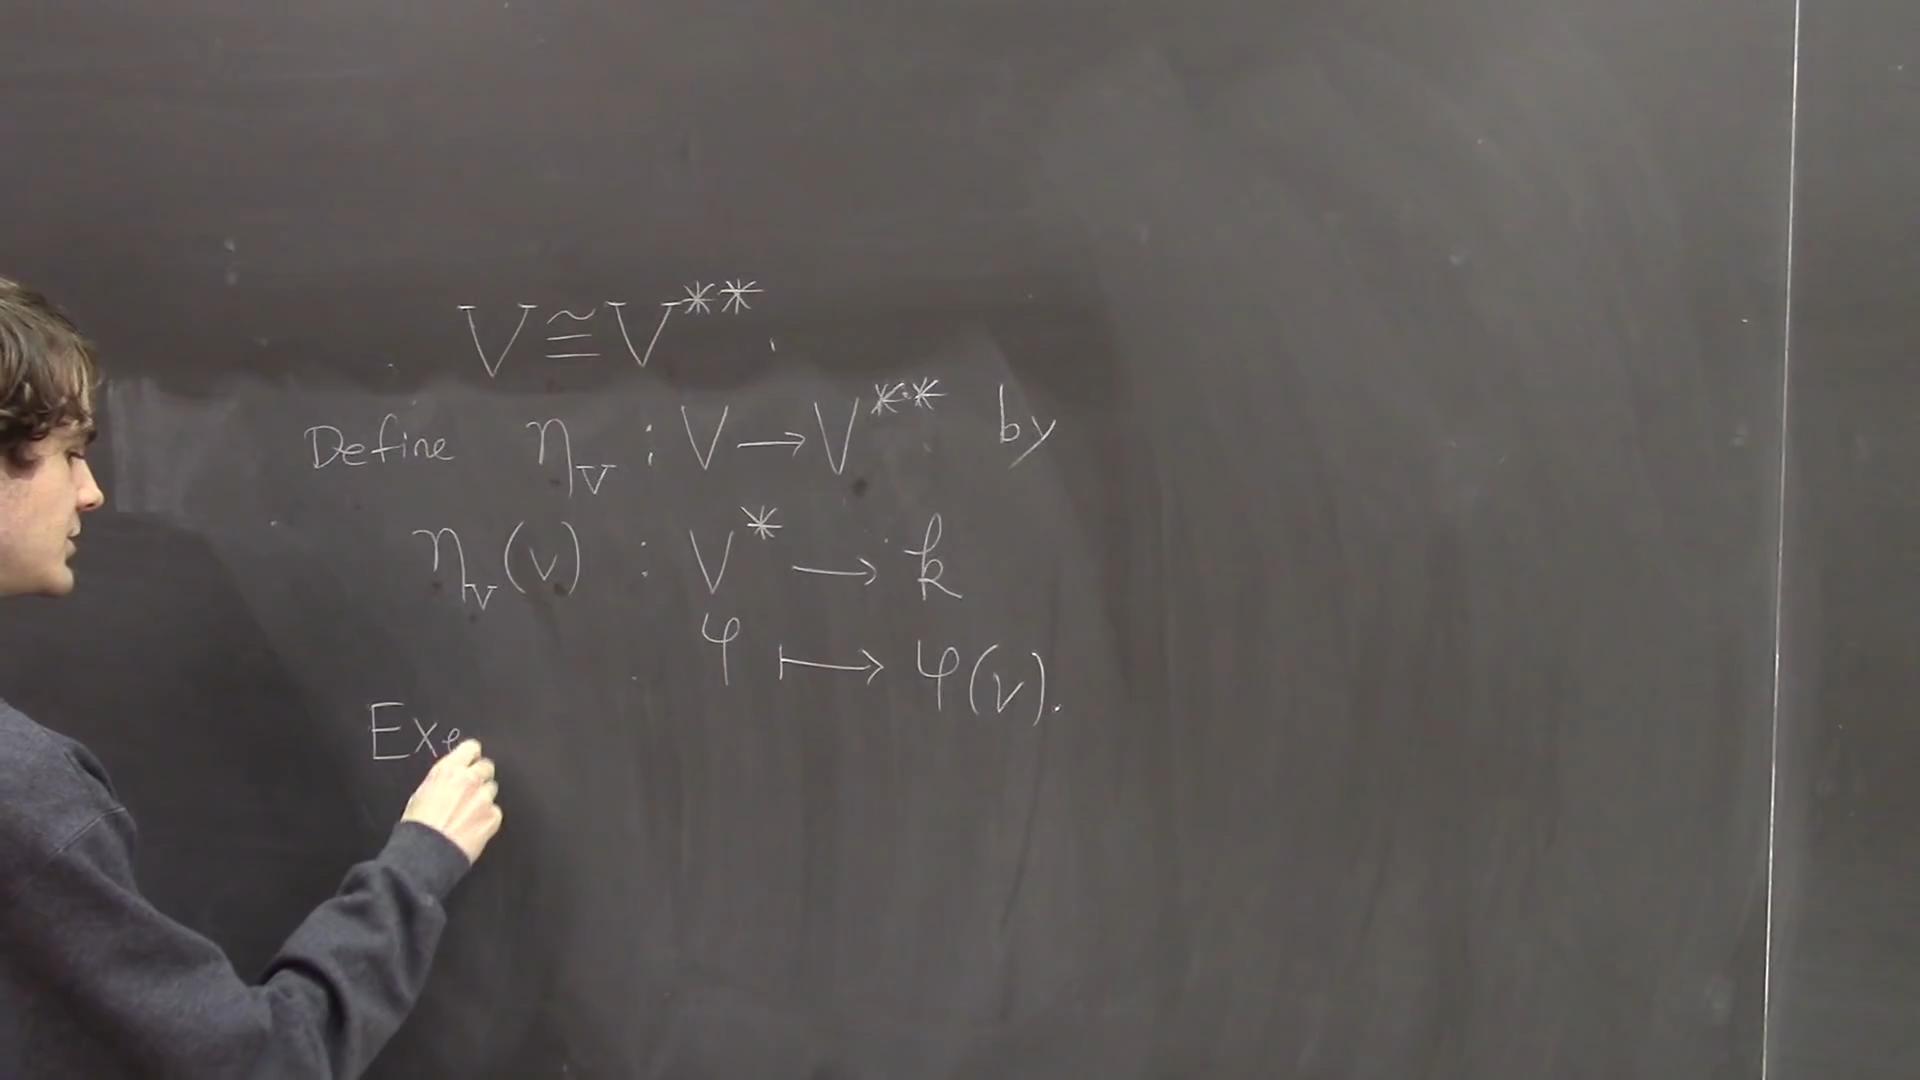 V ≅ V**.
Define η_V : V → V** by
η_V(v) : V* → k
φ ↦ φ(v).
Exe